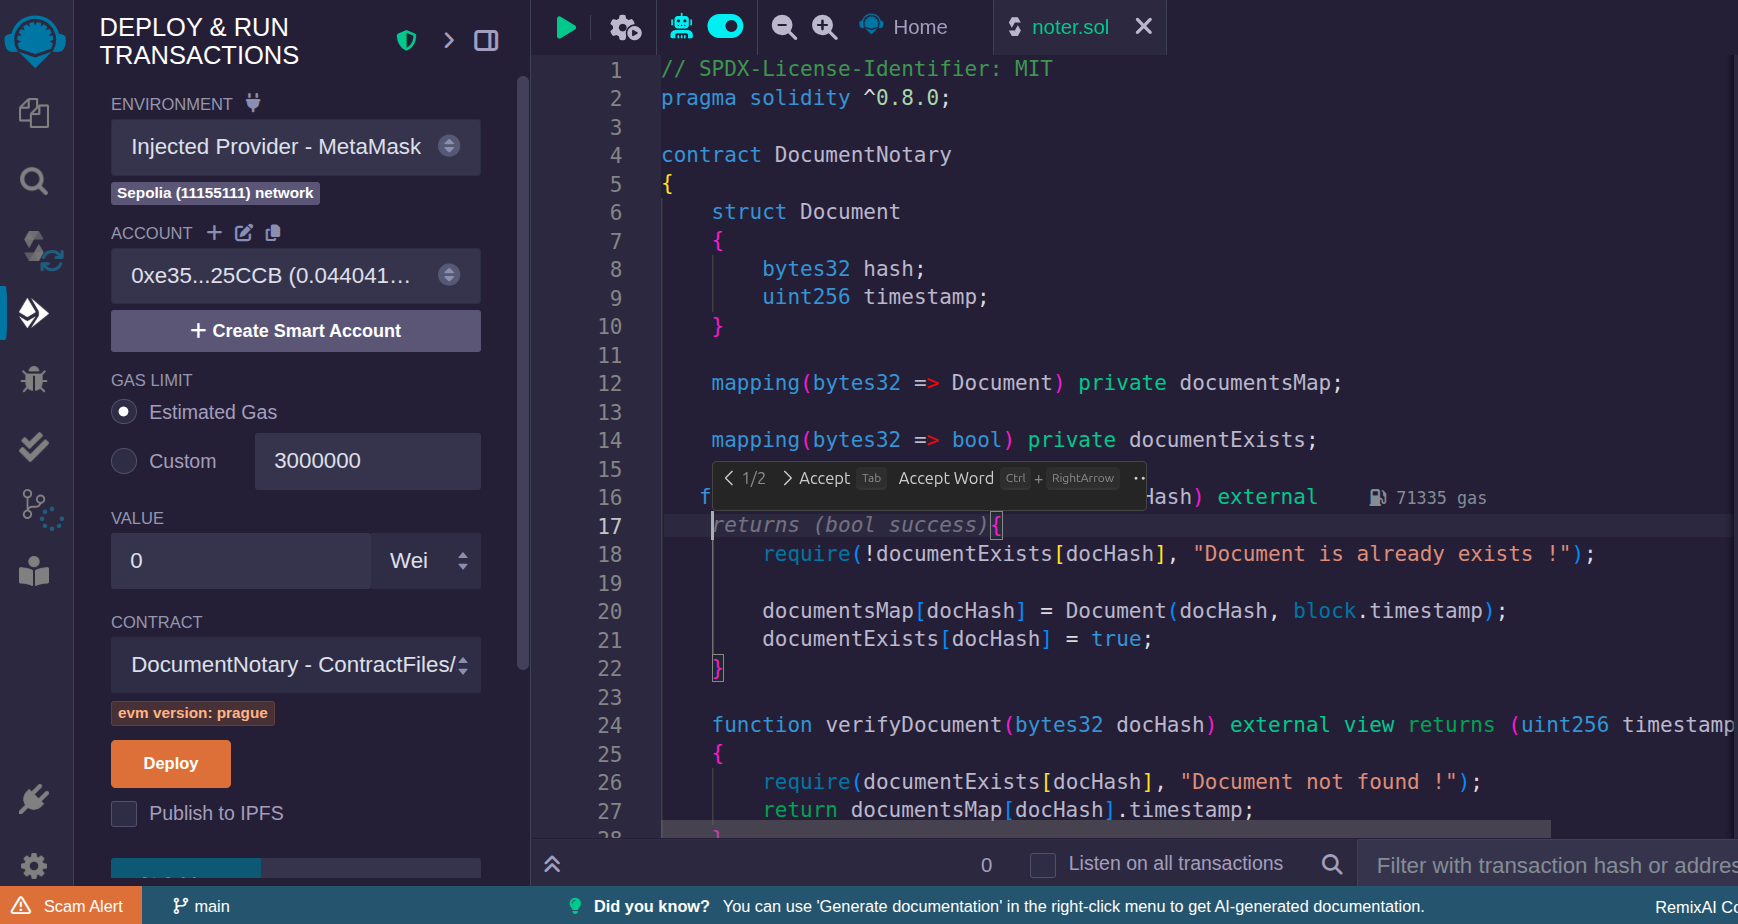 DEPLOY & RUN
TRANSACTIONS
ENVIRONMENT
Injected Provider - MetaMask
Sepolia (11155111) network
ACCOUNT
0xe35...25CCB (0.044041…
+ Create Smart Account
GAS LIMIT
Estimated Gas
Custom
3000000
VALUE
0
Wei
CONTRACT
DocumentNotary - ContractFiles/
evm version: prague
Deploy
Publish to IPFS
Home
noter.sol
1 // SPDX-License-Identifier: MIT
2 pragma solidity ^0.8.0;
3
4 contract DocumentNotary
5 {
6 struct Document
7 {
8 bytes32 hash;
9 uint256 timestamp;
10 }
11
12 mapping(bytes32 => Document) private documentsMap;
13
14 mapping(bytes32 => bool) private documentExists;
15
1/2 Accept Tab Accept Word Ctrl + RightArrow ··
16 f Hash) external 71335 gas
17 returns (bool success){
18 require(!documentExists[docHash], "Document is already exists !");
19
20 documentsMap[docHash] = Document(docHash, block.timestamp);
21 documentExists[docHash] = true;
22 }
23
24 function verifyDocument(bytes32 docHash) external view returns (uint256 timestamp
25 {
26 require(documentExists[docHash], "Document not found !");
27 return documentsMap[docHash].timestamp;
28 }
0
Listen on all transactions
Filter with transaction hash or addres
Scam Alert
main
Did you know? You can use 'Generate documentation' in the right-click menu to get AI-generated documentation.
RemixAI Co